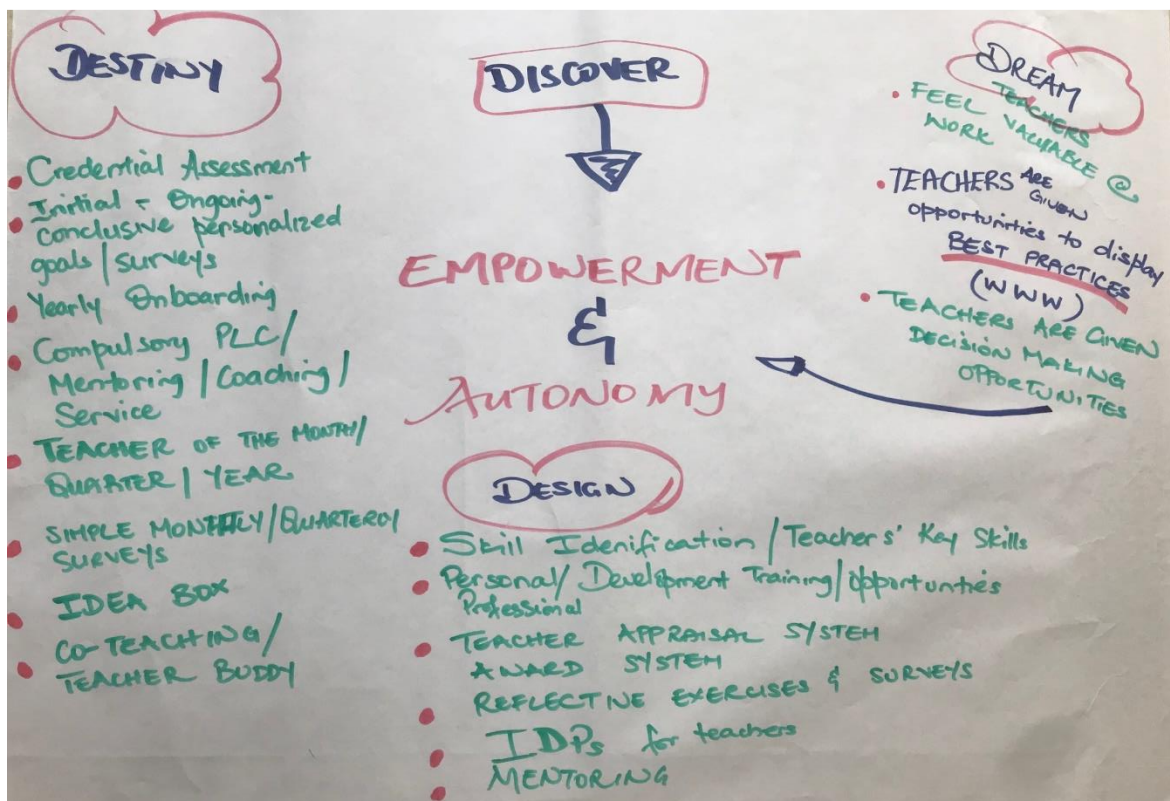 DESTINY
Credential Assessment
Initial - Ongoing-
conclusive personalized
goals/surveys
Yearly Onboarding
Compulsory PLC/
Mentoring/Coaching/
Service
TEACHER OF THE MONTH/
QUARTER/YEAR
SIMPLE MONTHLY/QUARTERLY
SURVEYS
IDEA BOX
CO-TEACHING/
TEACHER BUDDY
DISCOVER
EMPOWERMENT
&
AUTONOMY
DESIGN
Skill Idenification/Teachers' Key Skills
Personal/Development Training/opportunties
Professional
TEACHER APPRAISAL SYSTEM
AWARD SYSTEM
REFLECTIVE EXERCISES & SURVEYS
IDPs for teachers
MENTORING
DREAM
TEACHERS
FEEL VALUABLE @
WORK
TEACHERS ARE
GIVEN
opportunities to display
BEST PRACTICES
(WWW)
TEACHERS ARE GIVEN
DECISION MAKING
OPPORTUNITIES